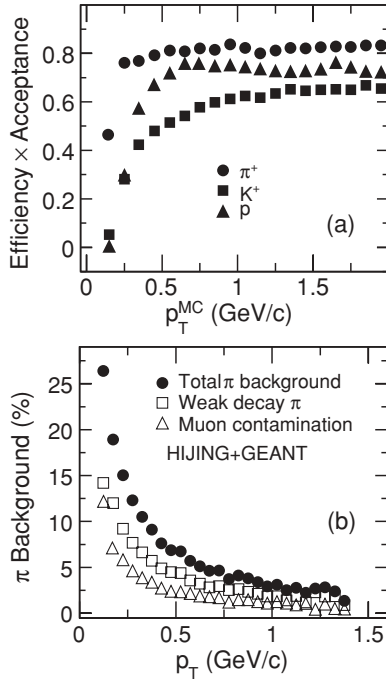 0.8
0.6
0.4
0.2
0
Efficiency × Acceptance
π+
K+
p
(a)
0.5 1 1.5
p_T^MC (GeV/c)
25
20
15
10
5
0
π Background (%)
Total π background
Weak decay π
Muon contamination
HIJING+GEANT
(b)
0 0.5 1 1.5
p_T (GeV/c)